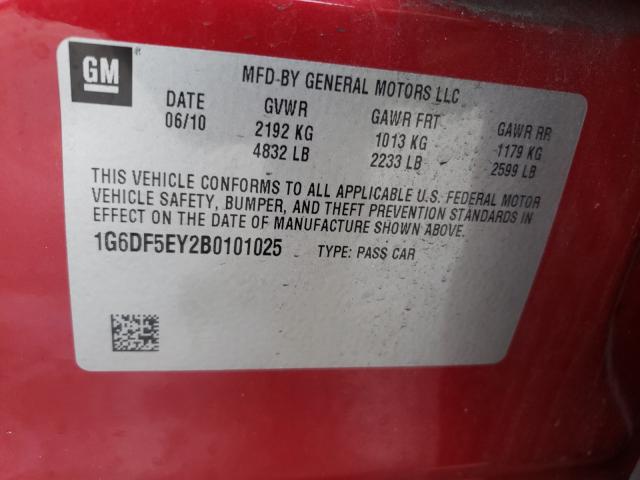 GM
MFD-BY GENERAL MOTORS LLC
DATE GVWR GAWR FRT GAWR RR
06/10 2192 KG 1013 KG 1179 KG
4832 LB 2233 LB 2599 LB
THIS VEHICLE CONFORMS TO ALL APPLICABLE U.S. FEDERAL MOTOR
VEHICLE SAFETY, BUMPER, AND THEFT PREVENTION STANDARDS IN
EFFECT ON THE DATE OF MANUFACTURE SHOWN ABOVE.
1G6DF5EY2B0101025 TYPE: PASS CAR